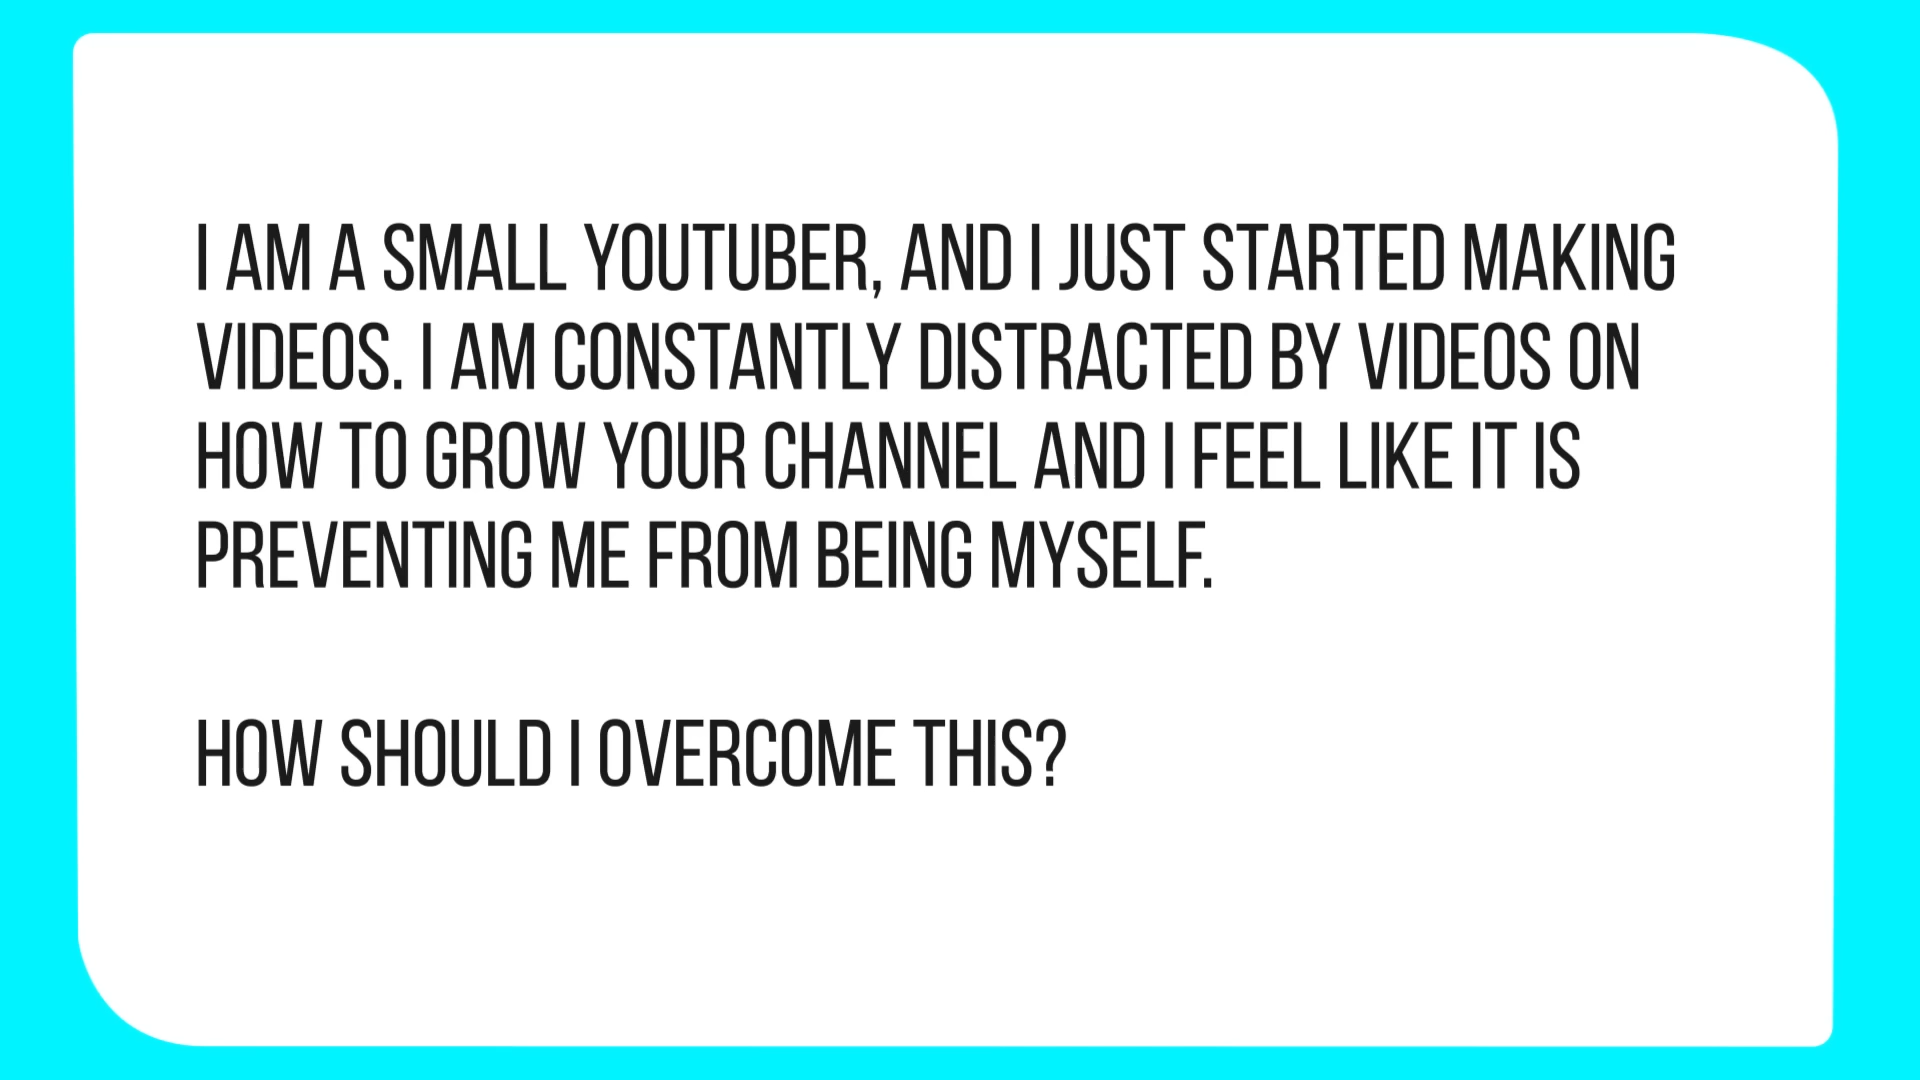 I AM A SMALL YOUTUBER, AND I JUST STARTED MAKING
VIDEOS. I AM CONSTANTLY DISTRACTED BY VIDEOS ON
HOW TO GROW YOUR CHANNEL AND I FEEL LIKE IT IS
PREVENTING ME FROM BEING MYSELF.
HOW SHOULD I OVERCOME THIS?